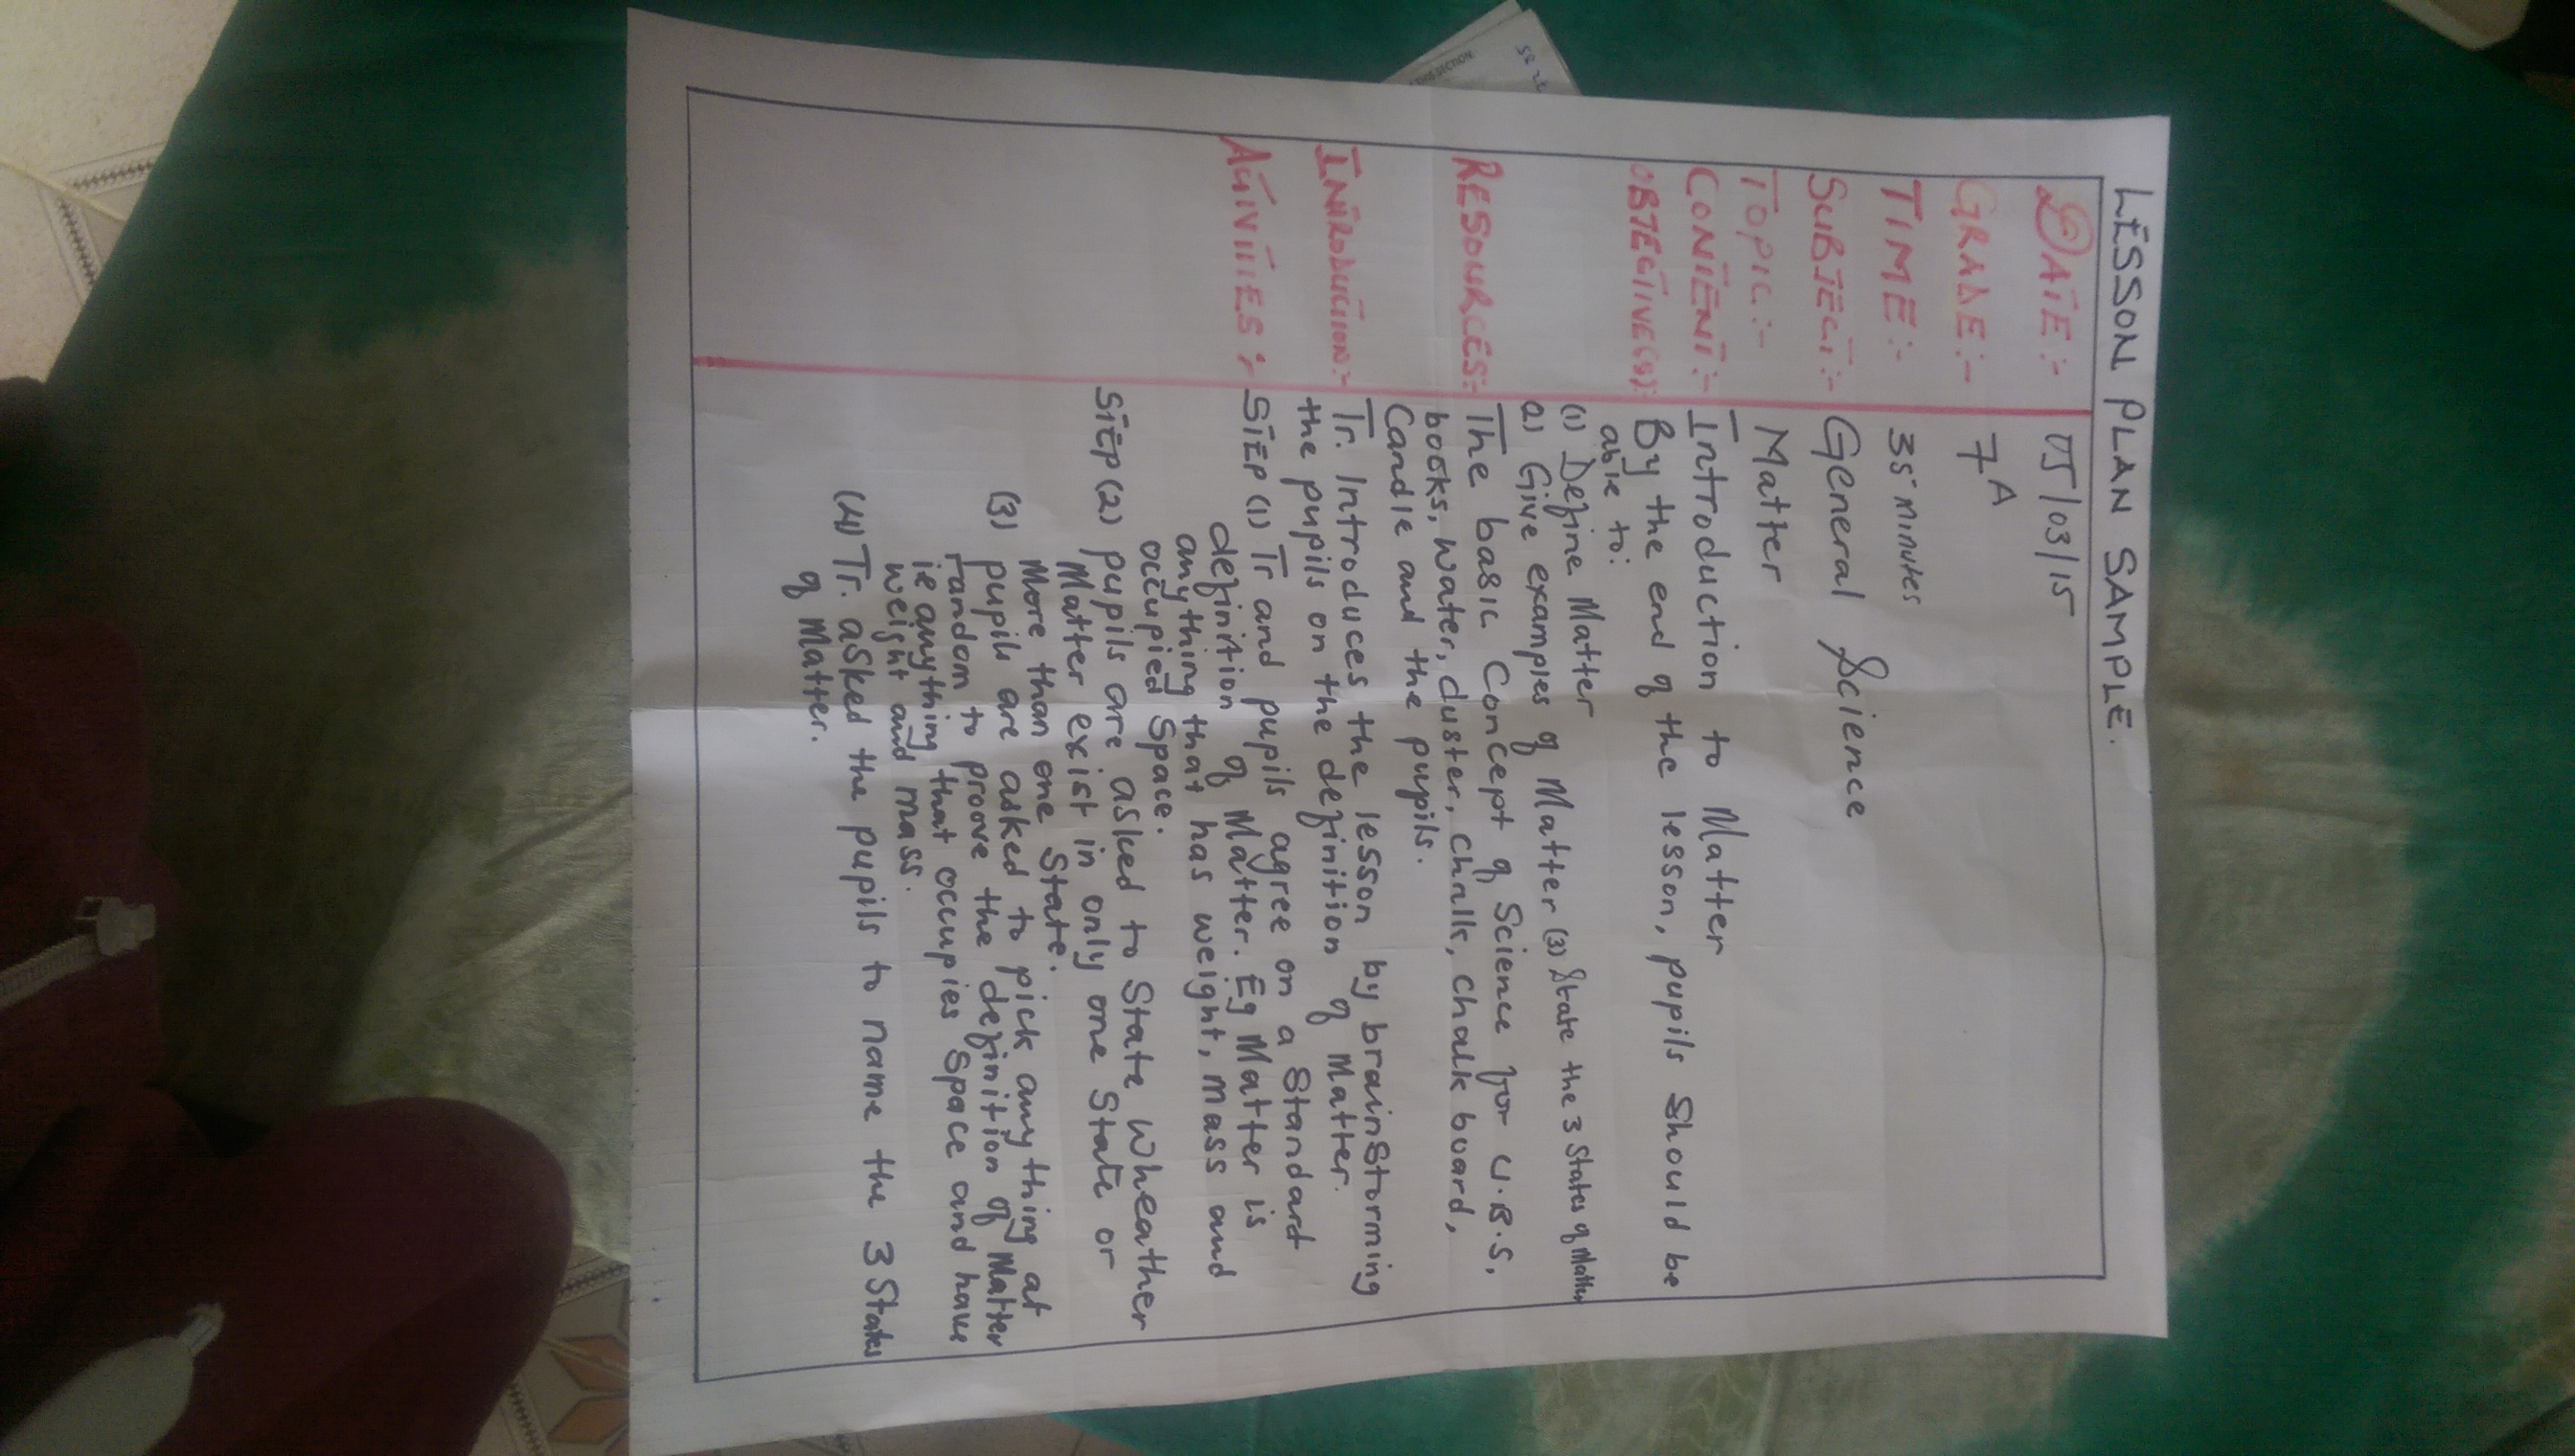 LESSON PLAN SAMPLE.
DATE:- 05/03/15
GRADE:- 7A
TIME:- 35 minutes
SUBJECT:- General Science
TOPIC:- Matter
CONTENT:- Introduction to Matter
OBJECTIVE(S):- By the end of the lesson, pupils should be
able to:
(1) Define Matter
2) Give examples of Matter (3) State the 3 States of Matter
RESOURCES:- The basic Concept of Science for U.B.S,
books, water, duster, chalk, chalk board,
Candle and the pupils.
INTRODUCTION:- Tr. Introduces the lesson by brainstorming
the pupils on the definition of Matter.
ACTIVITIES:- STEP (1) Tr and pupils agree on a Standard
definition of Matter. Eg Matter is
anything that has weight, mass and
occupied Space.
STEP (2) pupils are asked to State wheather
Matter exist in only one State or
More than one State.
(3) pupils are asked to pick anything at
random to proove the definition of Matter
ie anything that occupies space and have
weight and mass.
(4) Tr. asked the pupils to name the 3 States
of Matter.